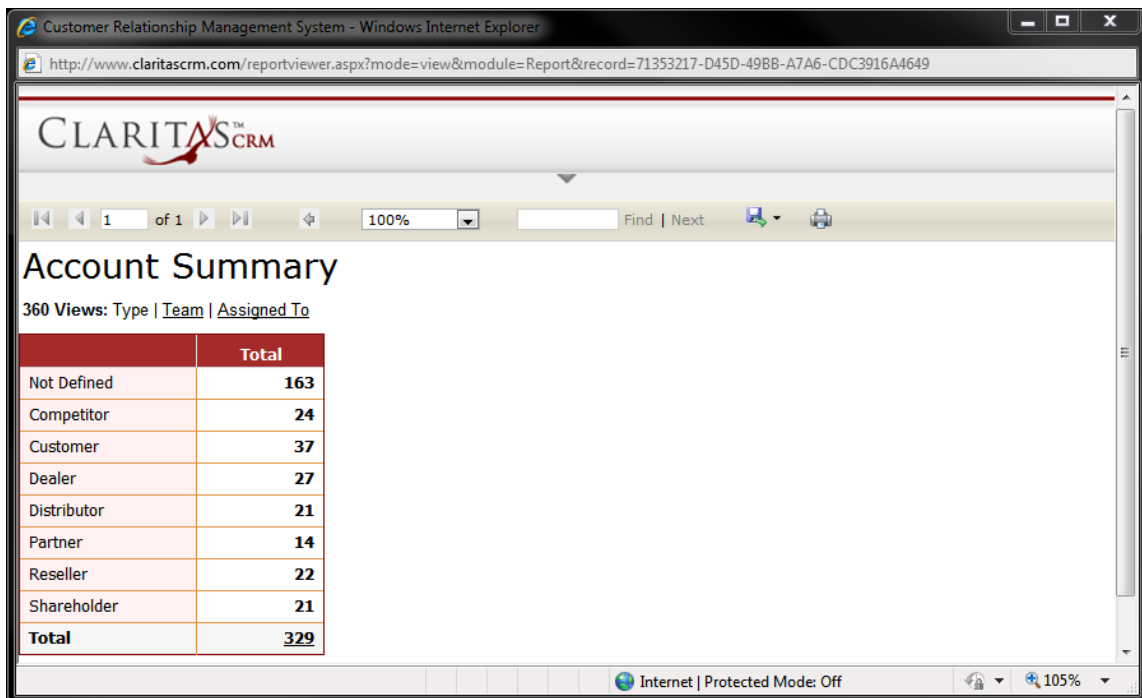 Customer Relationship Management System - Windows Internet Explorer
http://www.claritascrm.com/reportviewer.aspx?mode=view&module=Report&record=71353217-D45D-49BB-A7A6-CDC3916A4649
CLARITAS™ CRM
1 of 1 100% Find | Next
Account Summary
360 Views: Type | Team | Assigned To
Total
Not Defined 163
Competitor 24
Customer 37
Dealer 27
Distributor 21
Partner 14
Reseller 22
Shareholder 21
Total 329
Internet | Protected Mode: Off 105%